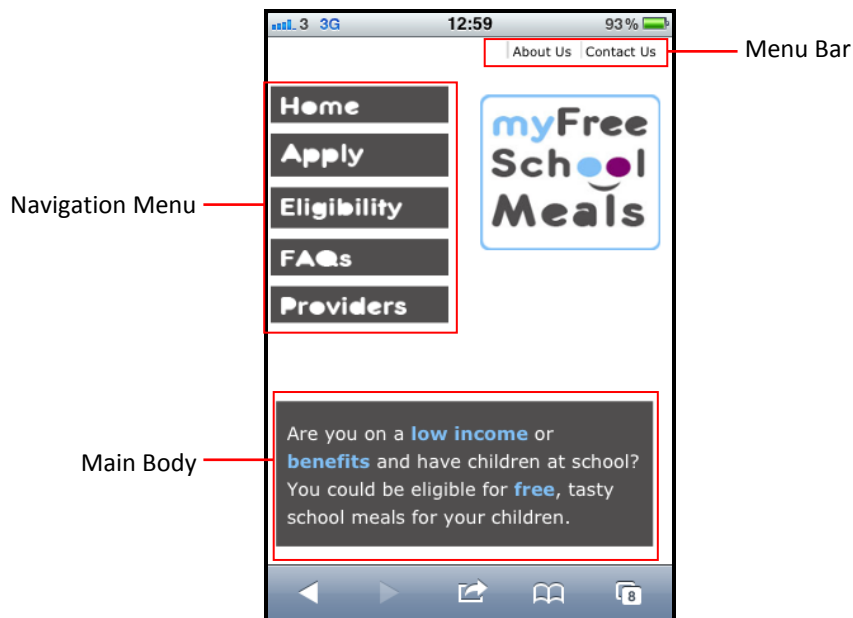 3 3G 12:59 93%
About Us Contact Us
Menu Bar
Home
Apply
Eligibility
FAQs
Providers
Navigation Menu
myFree
School
Meals
Main Body
Are you on a low income or
benefits and have children at school?
You could be eligible for free, tasty
school meals for your children.
8